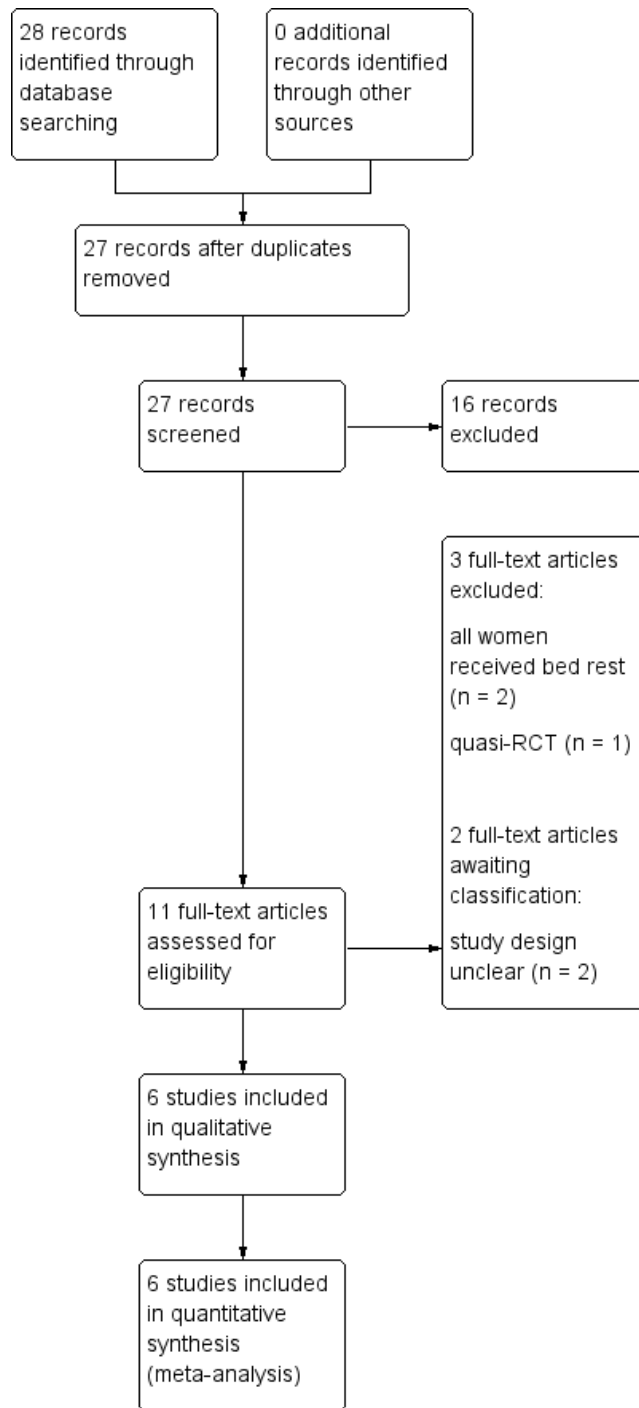 28 records
identified through
database
searching
0 additional
records identified
through other
sources
27 records after duplicates
removed
27 records
screened
16 records
excluded
3 full-text articles
excluded:
all women
received bed rest
(n = 2)
quasi-RCT (n = 1)
2 full-text articles
awaiting
classification:
study design
unclear (n = 2)
11 full-text articles
assessed for
eligibility
6 studies included
in qualitative
synthesis
6 studies included
in quantitative
synthesis
(meta-analysis)